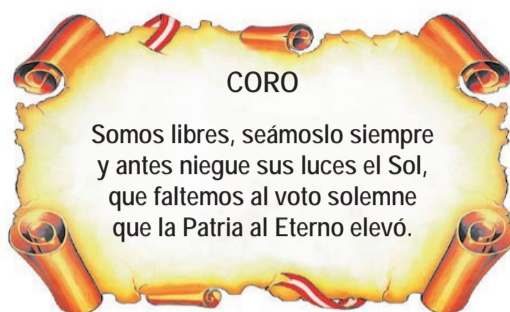 CORO
Somos libres, seámoslo siempre
y antes niegue sus luces el Sol,
que faltemos al voto solemne
que la Patria al Eterno elevó.